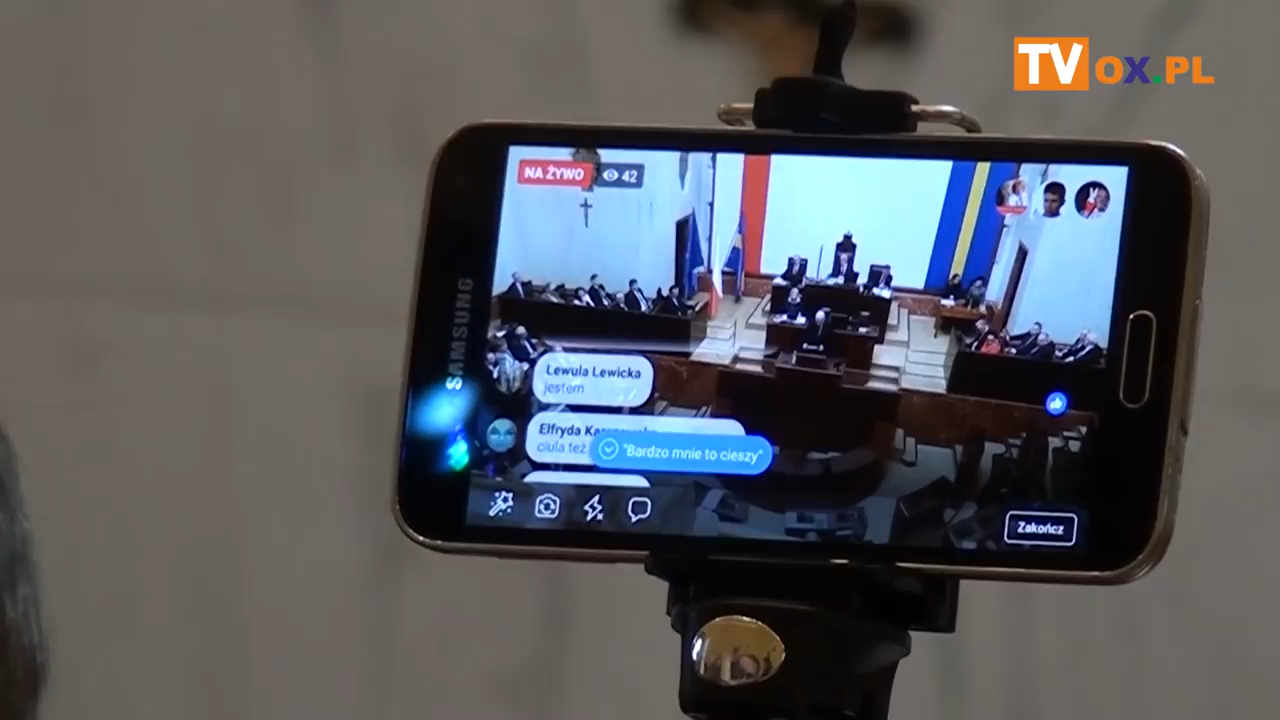 TVOX.PL
NA ŻYWO 42
SAMSUNG
Lewula Lewicka
jestem
Elfryda
ciula też
"Bardzo mnie to cieszy"
Zakończ